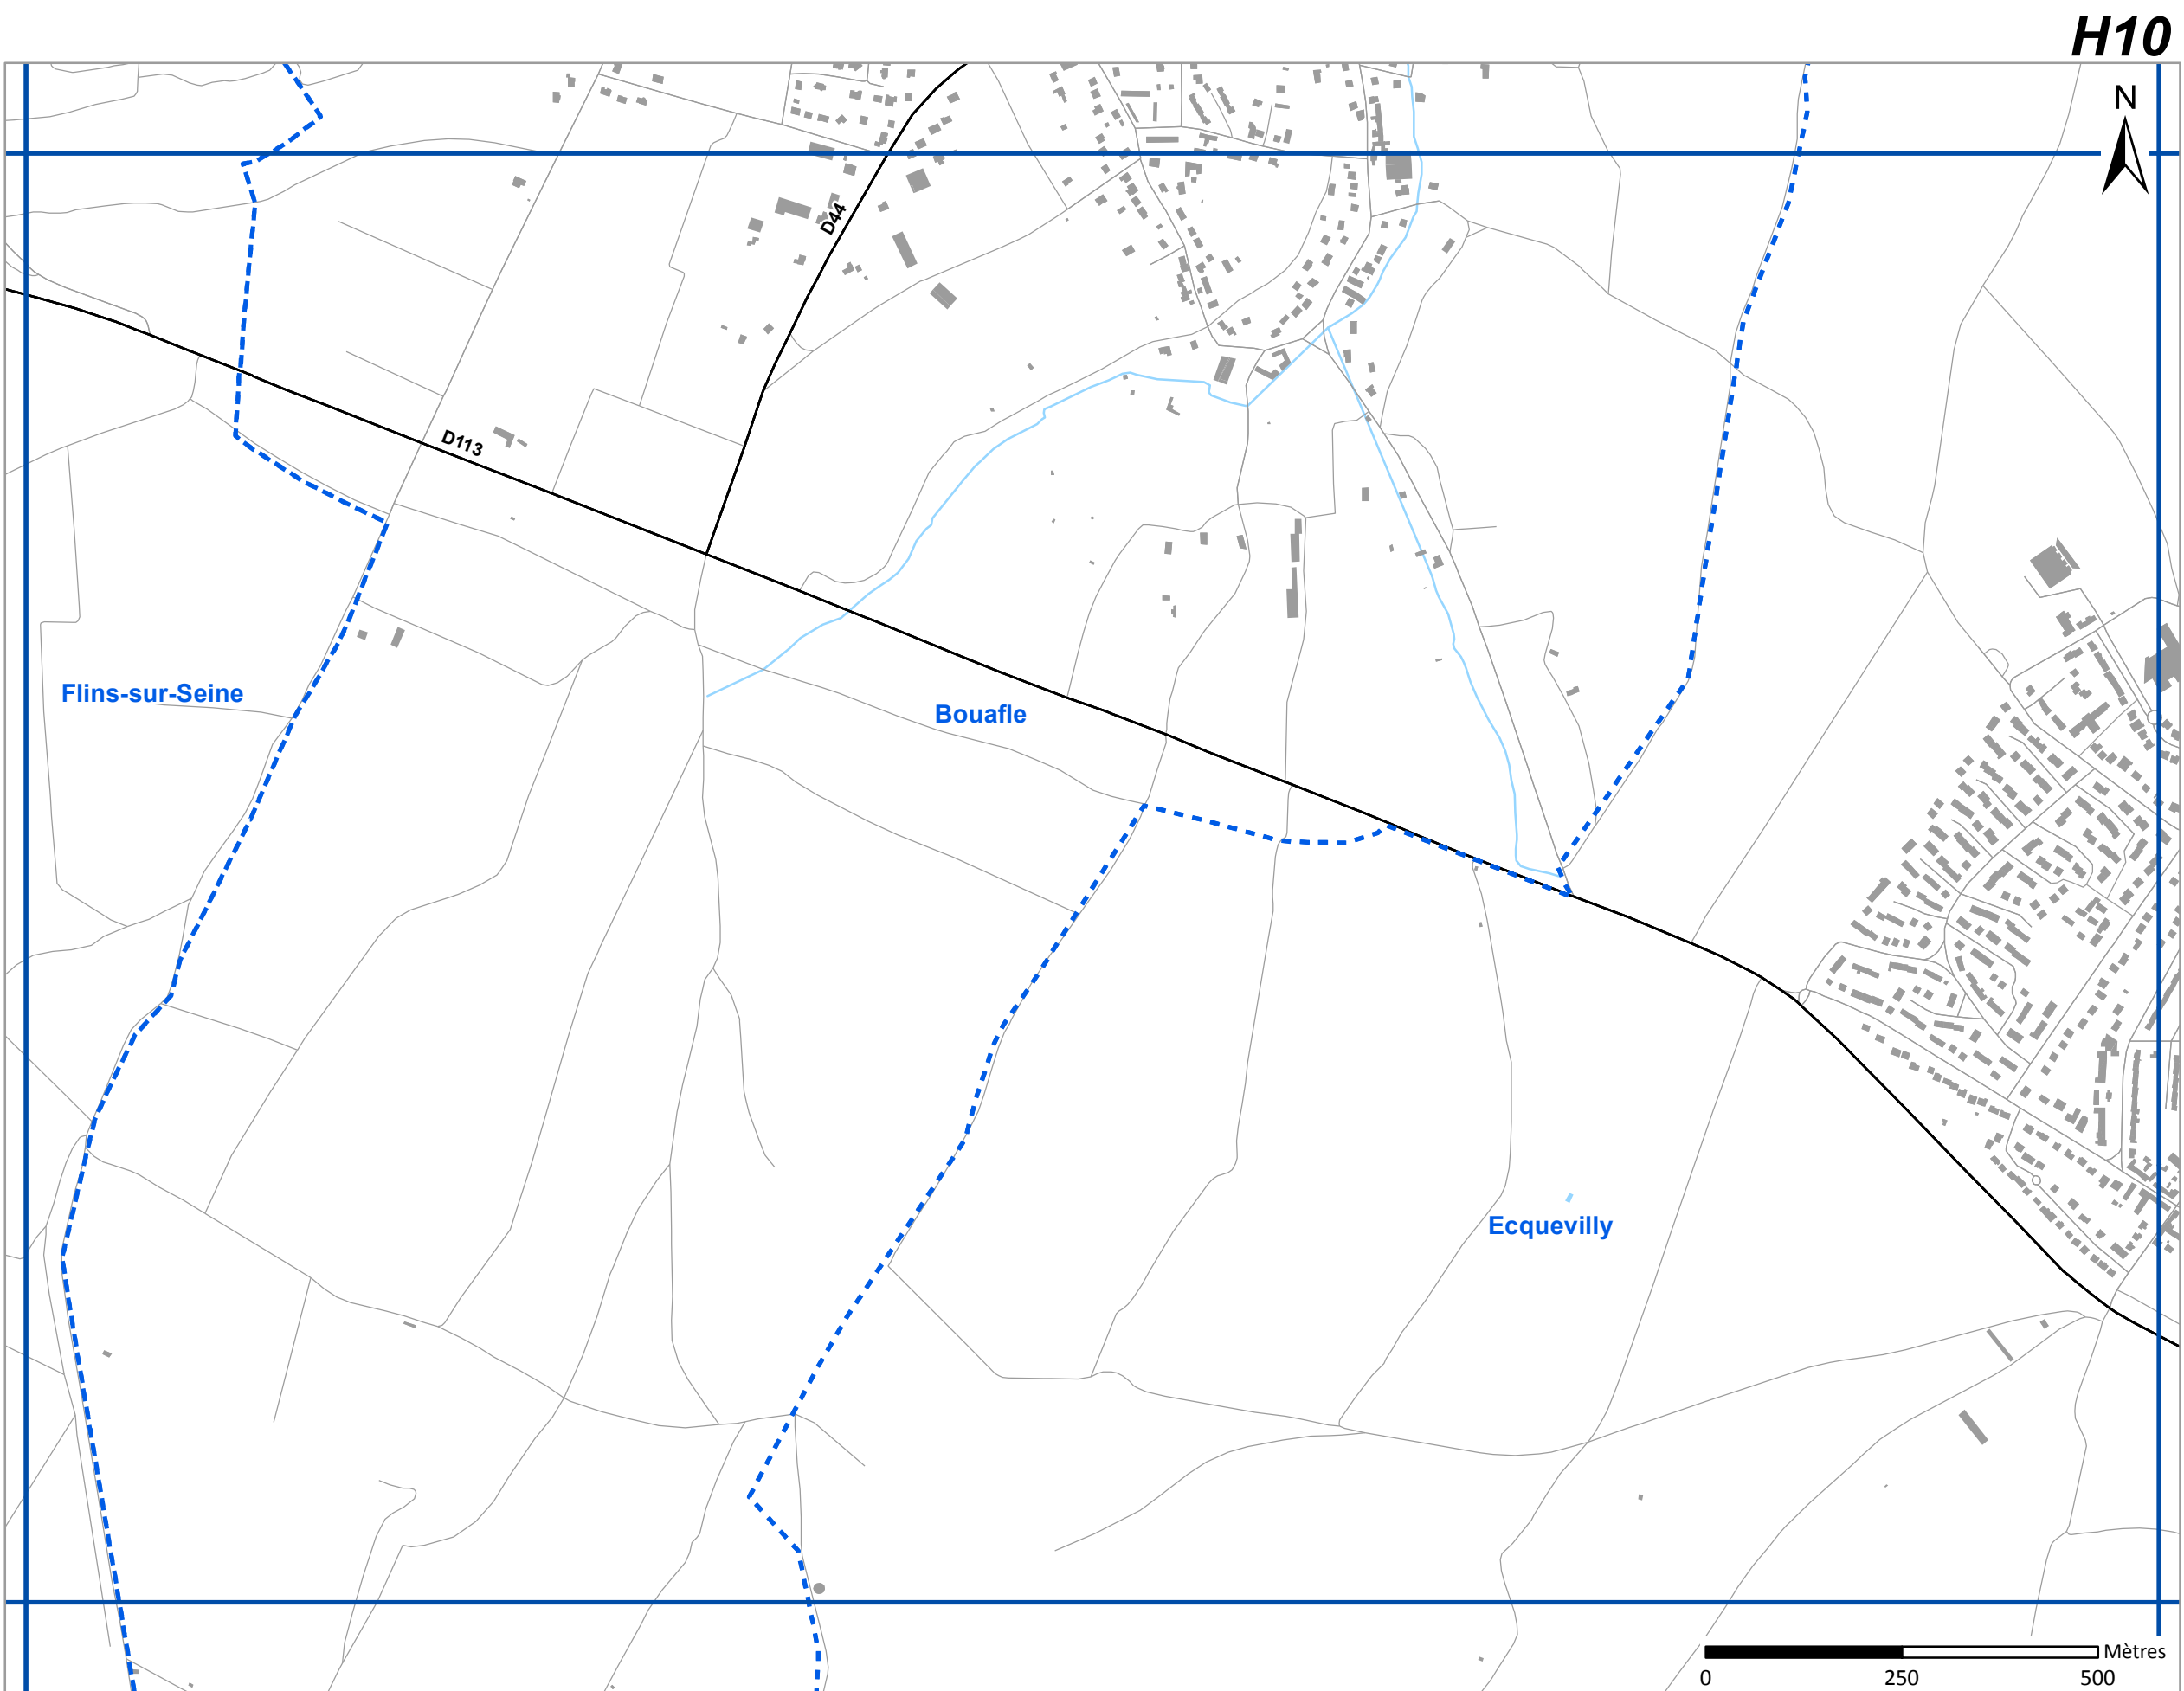 H10
N
D44
D113
Flins-sur-Seine
Bouafle
Ecquevilly
Mètres
0 250 500